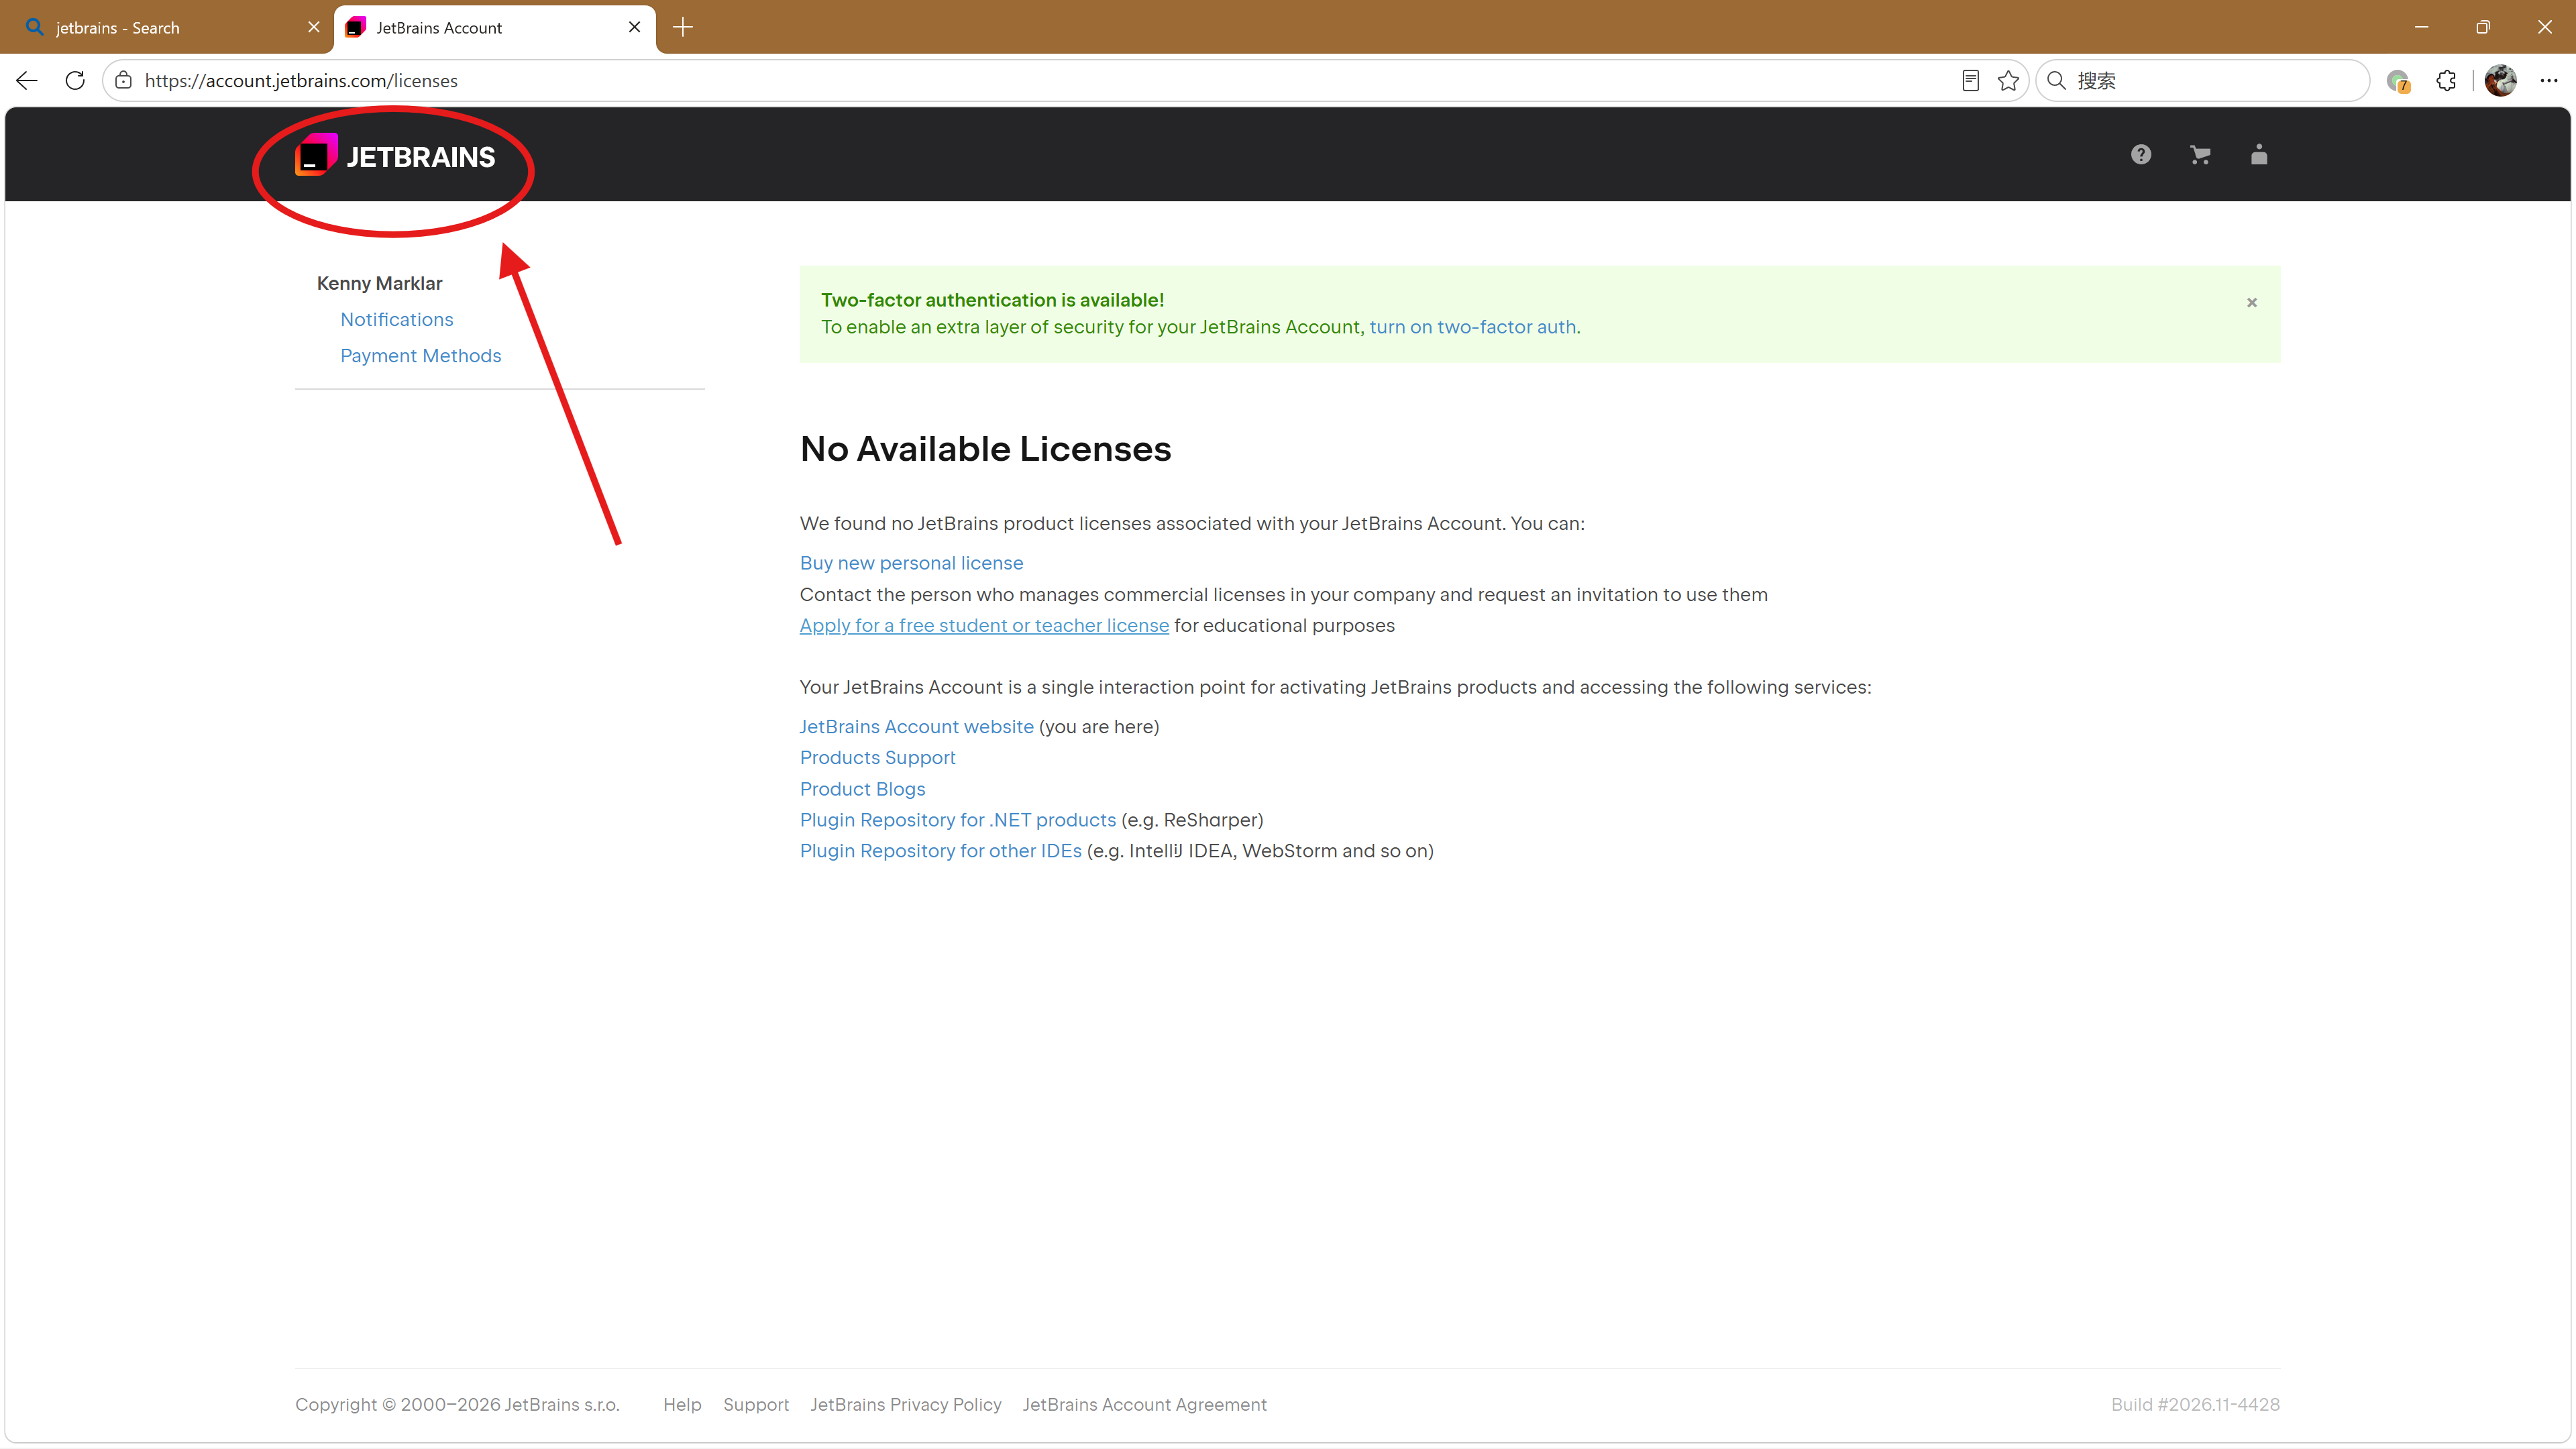 jetbrains - Search
JetBrains Account
https://account.jetbrains.com/licenses
搜索
7
JETBRAINS
Kenny Marklar
Notifications
Payment Methods
Two-factor authentication is available!
To enable an extra layer of security for your JetBrains Account, turn on two-factor auth.
No Available Licenses
We found no JetBrains product licenses associated with your JetBrains Account. You can:
Buy new personal license
Contact the person who manages commercial licenses in your company and request an invitation to use them
Apply for a free student or teacher license for educational purposes
Your JetBrains Account is a single interaction point for activating JetBrains products and accessing the following services:
JetBrains Account website (you are here)
Products Support
Product Blogs
Plugin Repository for .NET products (e.g. ReSharper)
Plugin Repository for other IDEs (e.g. IntelliJ IDEA, WebStorm and so on)
Copyright © 2000–2026 JetBrains s.r.o. Help Support JetBrains Privacy Policy JetBrains Account Agreement
Build #2026.11-4428